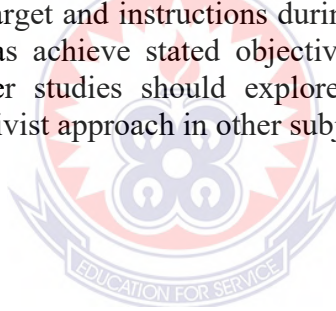 arget and instructions durin
as achieve stated objectiv
er studies should explore
ivist approach in other subj
EDUCATION FOR SERVICE